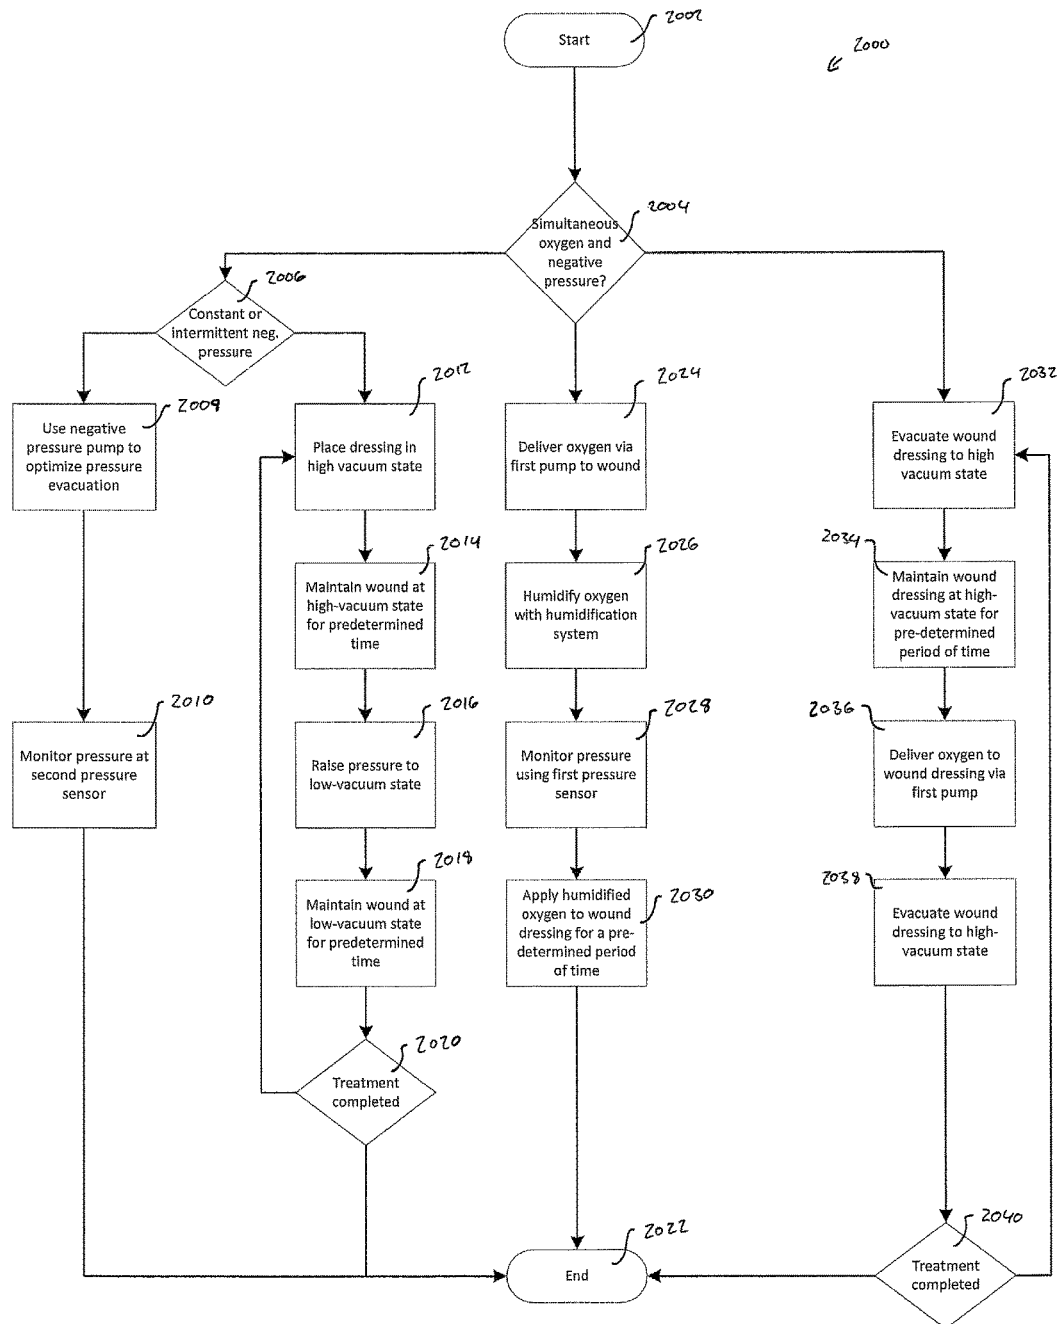 2002
Start
2000
2004
Simultaneous
oxygen and
negative
pressure?
2006
Constant or
intermittent neg.
pressure
2009
Use negative
pressure pump to
optimize pressure
evacuation
2012
Place dressing in
high vacuum state
2024
Deliver oxygen via
first pump to wound
2032
Evacuate wound
dressing to high
vacuum state
2014
Maintain wound at
high-vacuum state
for predetermined
time
2026
Humidify oxygen
with humidification
system
2034
Maintain wound
dressing at high-
vacuum state for
pre-determined
period of time
2010
Monitor pressure at
second pressure
sensor
2016
Raise pressure to
low-vacuum state
2028
Monitor pressure
using first pressure
sensor
2036
Deliver oxygen to
wound dressing via
first pump
2018
Maintain wound at
low-vacuum state
for predetermined
time
2030
Apply humidified
oxygen to wound
dressing for a pre-
determined period
of time
2038
Evacuate wound
dressing to high-
vacuum state
2020
Treatment
completed
2022
End
2040
Treatment
completed